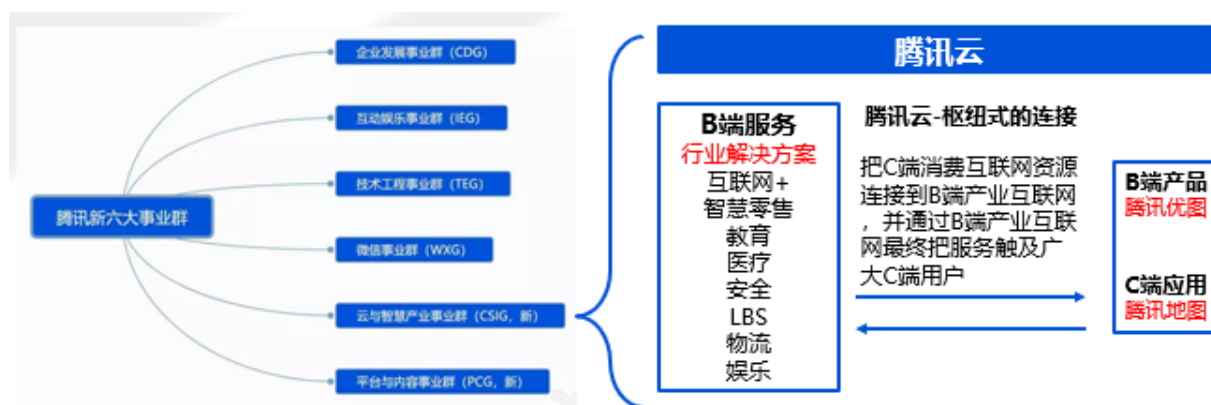 腾讯新六大事业群
企业发展事业群（CDG）
互动娱乐事业群（IEG）
技术工程事业群（TEG）
微信事业群（WXG）
云与智慧产业事业群（CSIG，新）
平台与内容事业群（PCG，新）
腾讯云
B端服务
行业解决方案
互联网+
智慧零售
教育
医疗
安全
LBS
物流
娱乐
腾讯云-枢纽式的连接
把C端消费互联网资源
连接到B端产业互联网
，并通过B端产业互联
网最终把服务触及广
大C端用户
B端产品
腾讯优图
C端应用
腾讯地图